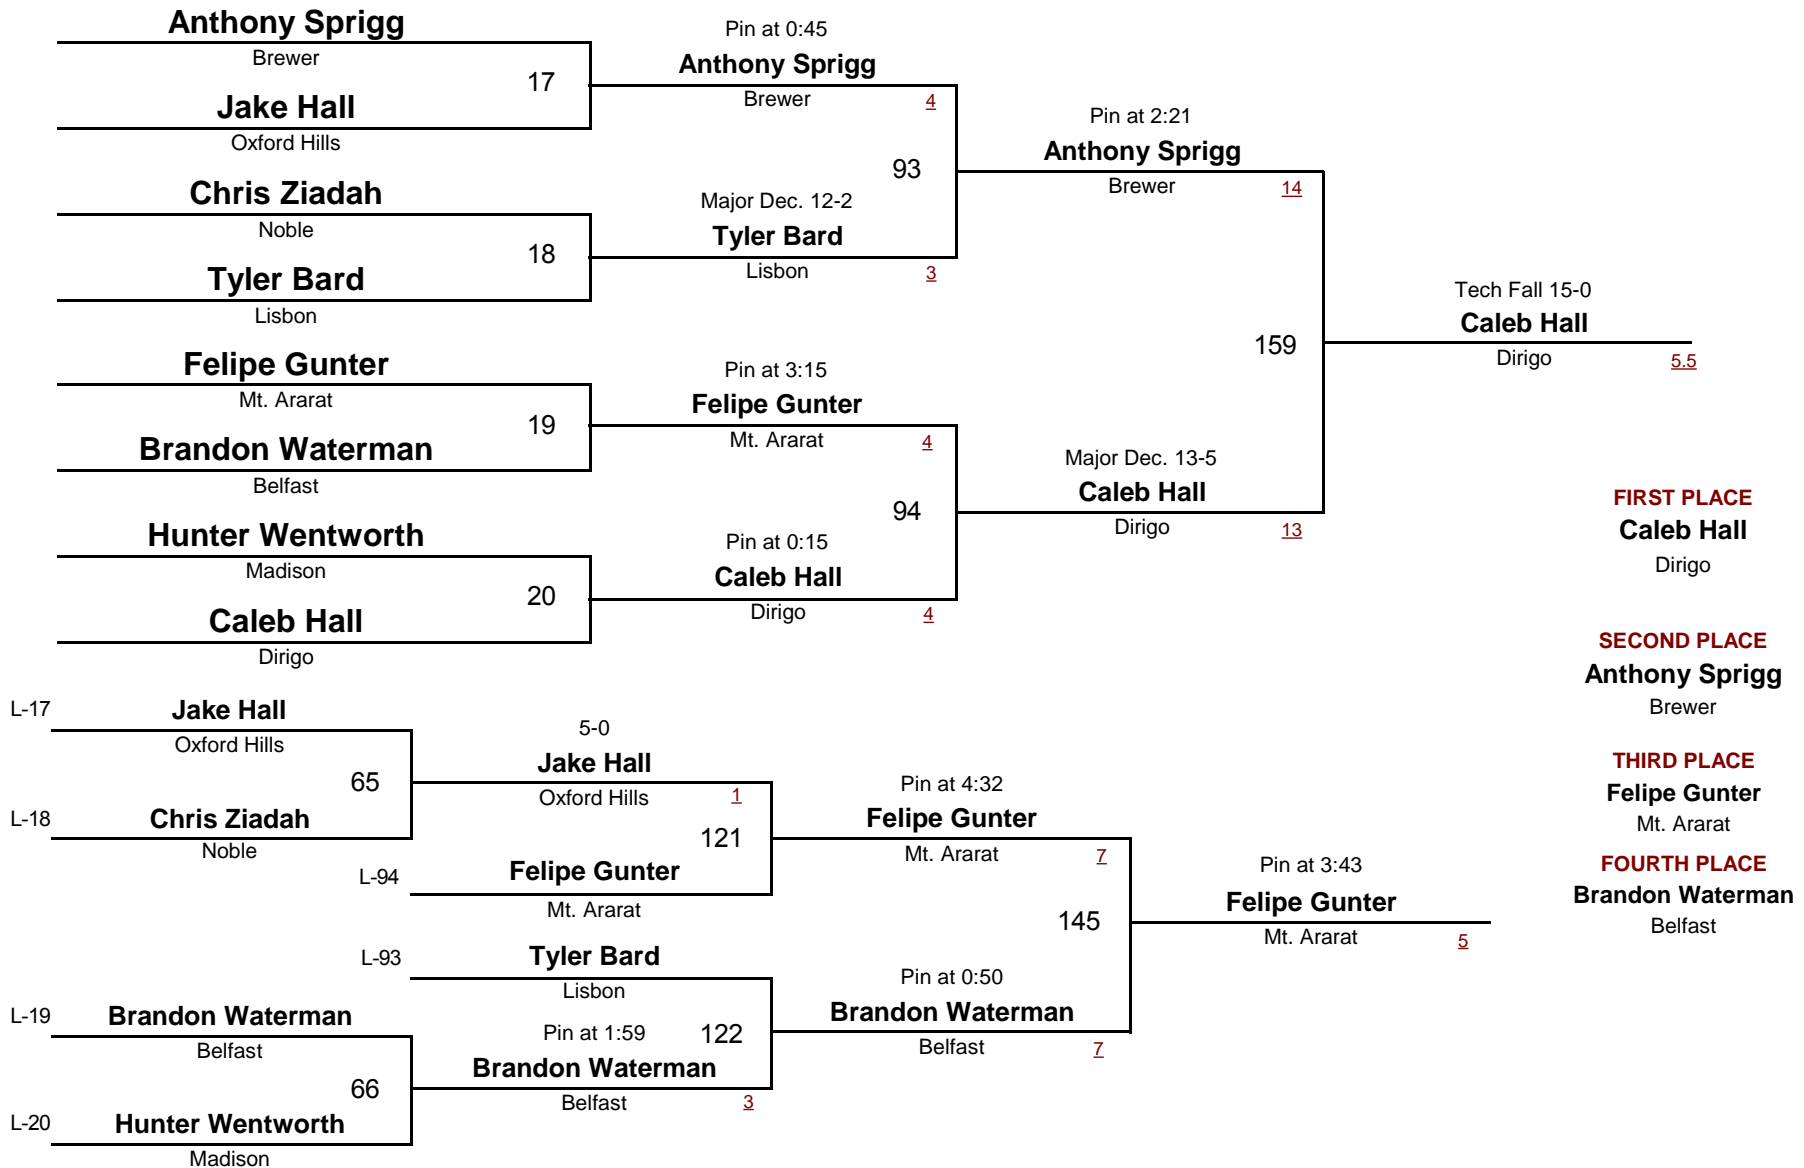 Anthony Sprigg
Brewer
17
Jake Hall
Oxford Hills
Chris Ziadah
Noble
18
Tyler Bard
Lisbon
Felipe Gunter
Mt. Ararat
19
Brandon Waterman
Belfast
Hunter Wentworth
Madison
20
Caleb Hall
Dirigo
Pin at 0:45
Anthony Sprigg
Brewer 4
93
Major Dec. 12-2
Tyler Bard
Lisbon 3
Pin at 3:15
Felipe Gunter
Mt. Ararat 4
94
Pin at 0:15
Caleb Hall
Dirigo 4
Pin at 2:21
Anthony Sprigg
Brewer 14
159
Major Dec. 13-5
Caleb Hall
Dirigo 13
Tech Fall 15-0
Caleb Hall
Dirigo 5.5
FIRST PLACE
Caleb Hall
Dirigo
SECOND PLACE
Anthony Sprigg
Brewer
THIRD PLACE
Felipe Gunter
Mt. Ararat
FOURTH PLACE
Brandon Waterman
Belfast
L-17 Jake Hall
Oxford Hills
65
L-18 Chris Ziadah
Noble
5-0
Jake Hall
Oxford Hills 1
121
L-94 Felipe Gunter
Mt. Ararat
L-93 Tyler Bard
Lisbon
122
L-19 Brandon Waterman
Belfast
66
L-20 Hunter Wentworth
Madison
Pin at 1:59
Brandon Waterman
Belfast 3
Pin at 4:32
Felipe Gunter
Mt. Ararat 7
145
Pin at 0:50
Brandon Waterman
Belfast 7
Pin at 3:43
Felipe Gunter
Mt. Ararat 5